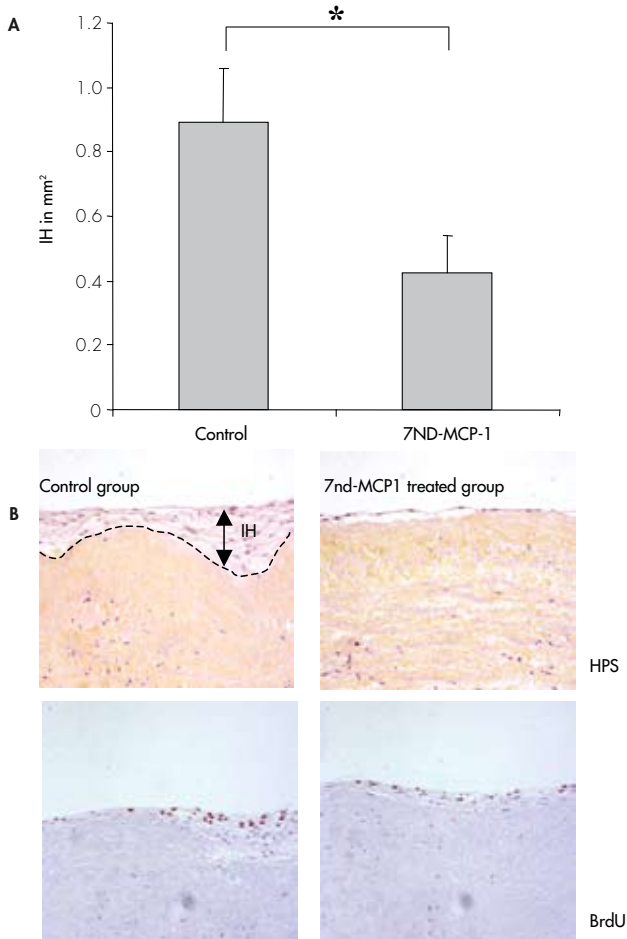 A
*
1.2
1.0
0.8
0.6
0.4
0.2
0
IH in mm²
Control
7ND-MCP-1
B
Control group
7nd-MCP1 treated group
IH
HPS
BrdU